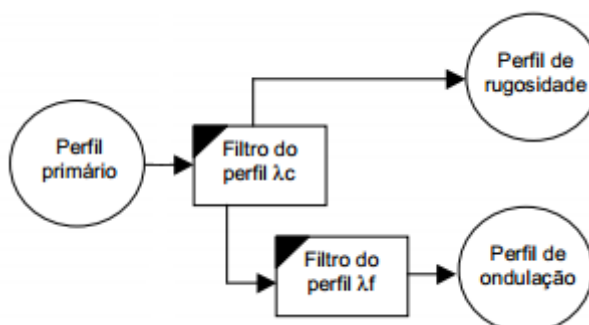 Perfil de
rugosidade
Perfil
primário
Filtro do
perfil λc
Filtro do
perfil λf
Perfil de
ondulação